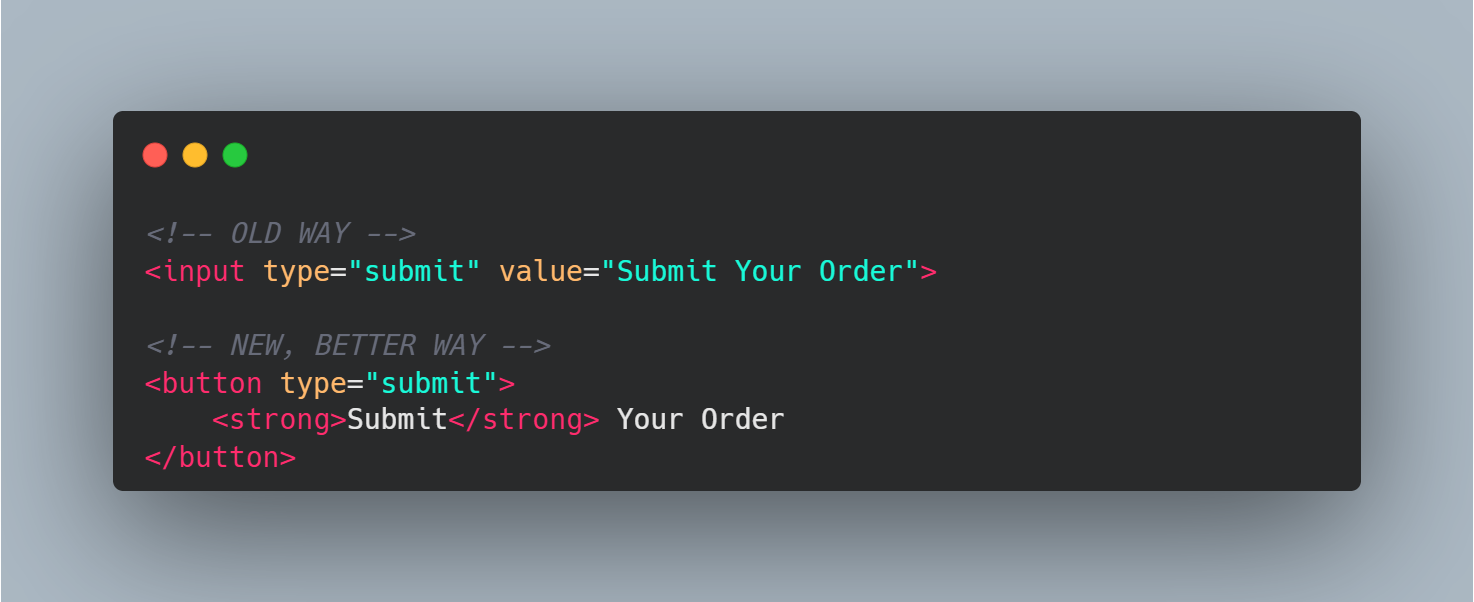 <!-- OLD WAY -->
<input type="submit" value="Submit Your Order">
<!-- NEW, BETTER WAY -->
<button type="submit">
    <strong>Submit</strong> Your Order
</button>